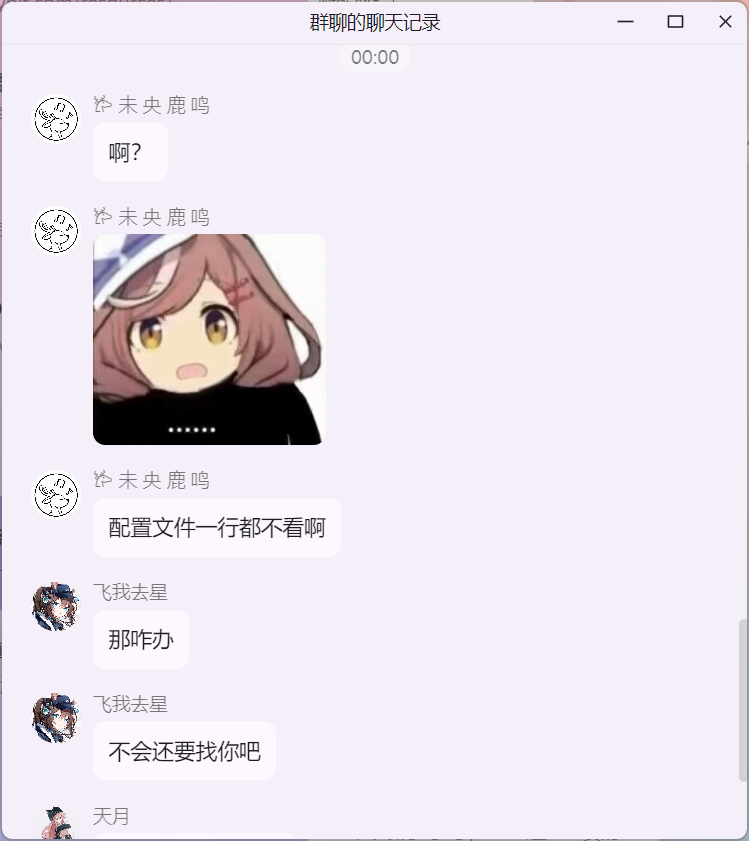 群聊的聊天记录
00:00
未 央 鹿 鸣
啊?
未 央 鹿 鸣
......
未 央 鹿 鸣
配置文件一行都不看啊
飞我去星
那咋办
飞我去星
不会还要找你吧
天月